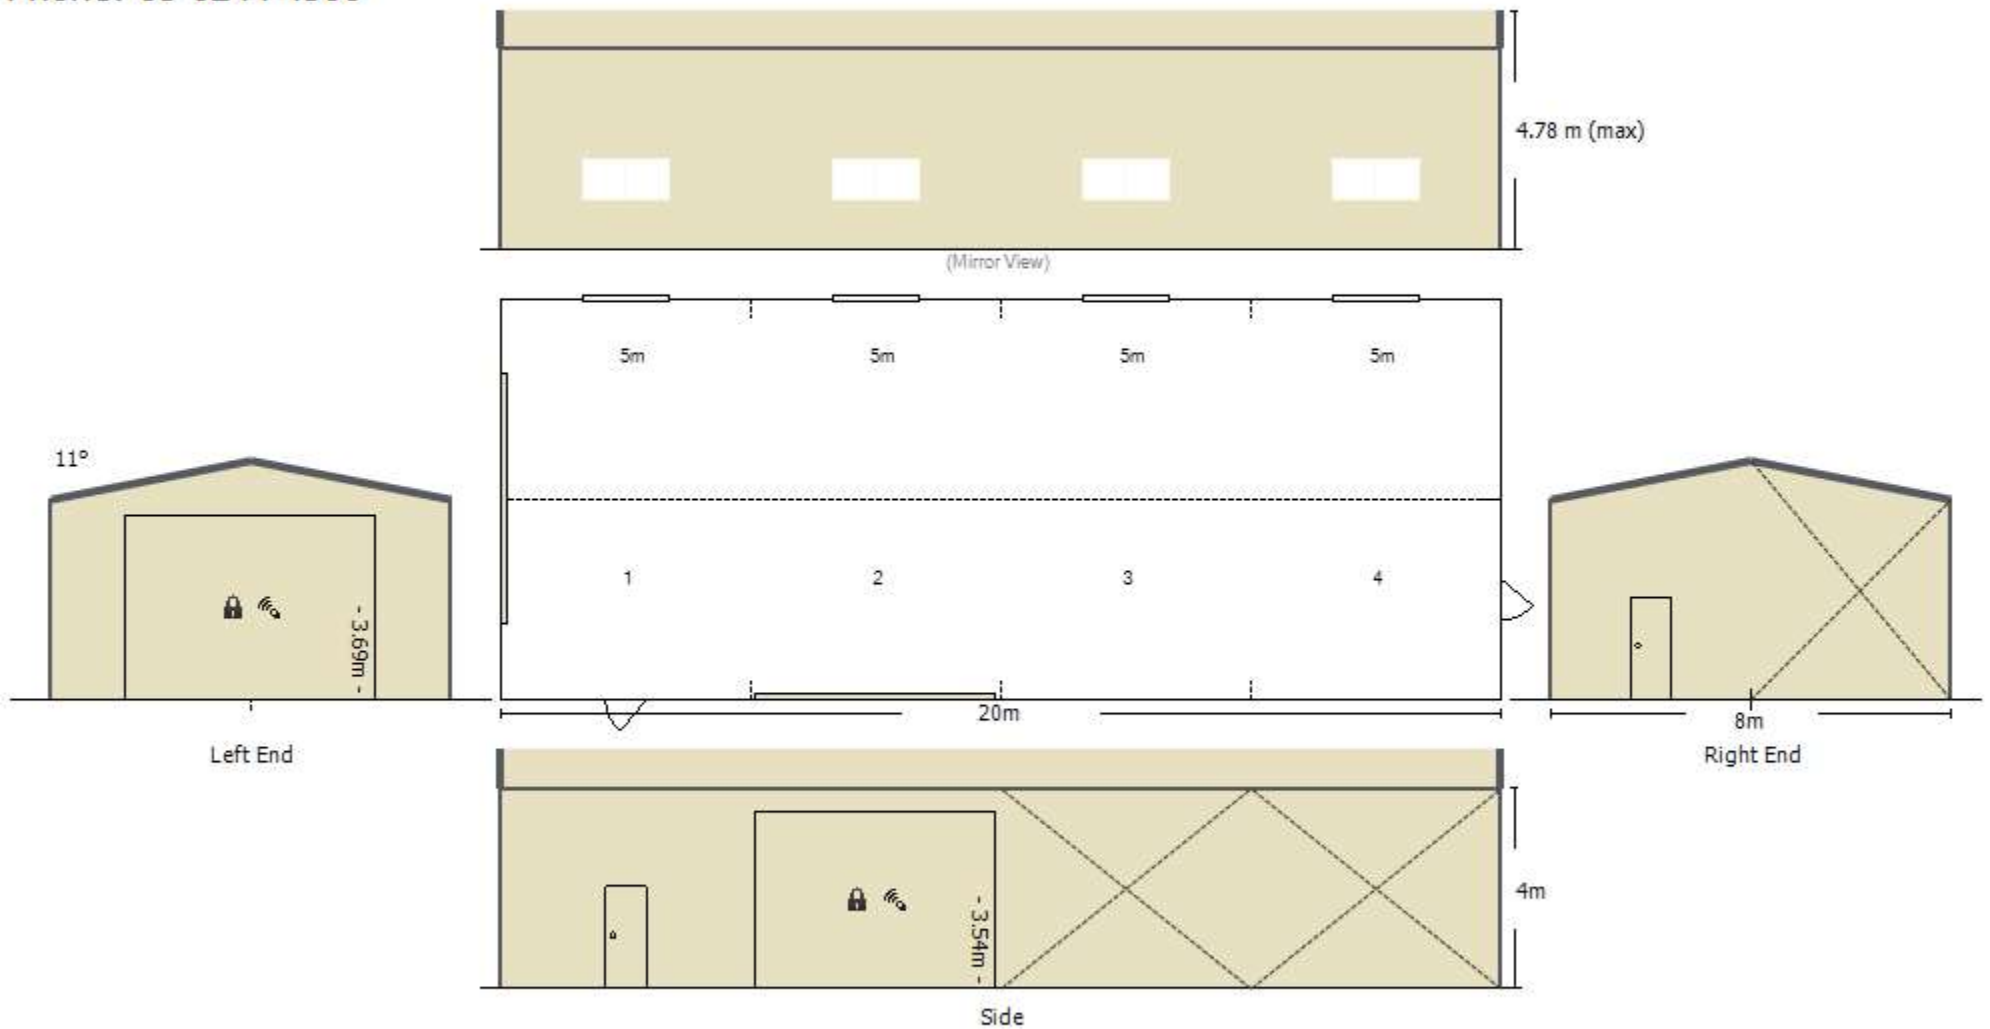 4.78 m (max)
(Mirror View)
5m
5m
5m
5m
11°
1
2
3
4
- 3.69m -
20m
8m
Left End
Right End
- 3.54m -
4m
Side